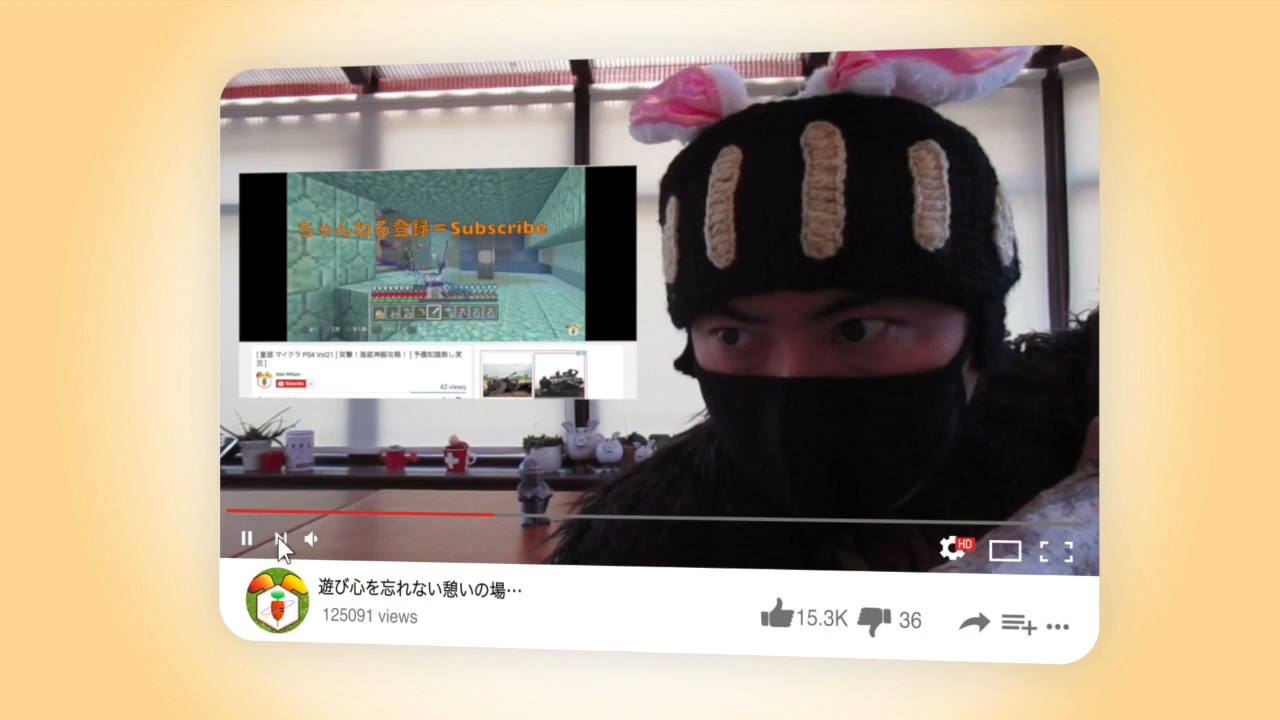 ちゃんねる登録=Subscribe
[ 童顔 マイクラ PS4 Vol21 ] 突撃！海底神殿攻略！ [ 予備知識無し実
況 ]
Subscribe
42 views
HD
遊び心を忘れない憩いの場…
125091 views
15.3K
36